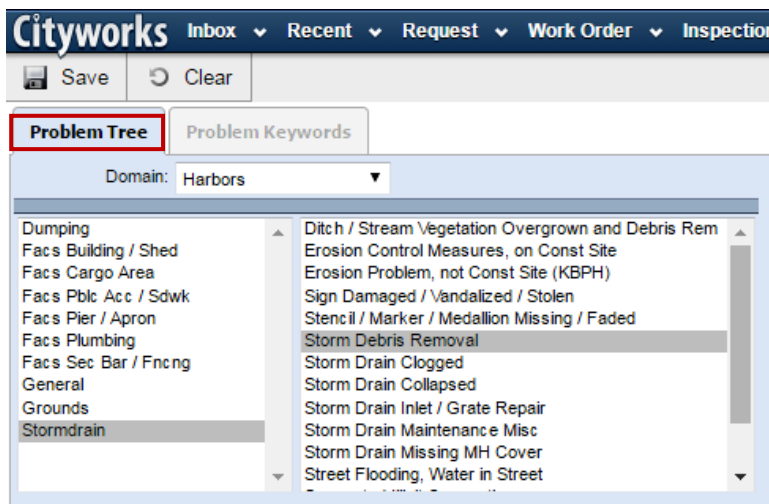 Cityworks Inbox Recent Request Work Order Inspection
Save Clear
Problem Tree Problem Keywords
Domain: Harbors
Dumping
Facs Building / Shed
Facs Cargo Area
Facs Pblc Acc / Sdwk
Facs Pier / Apron
Facs Plumbing
Facs Sec Bar / Fncng
General
Grounds
Stormdrain
Ditch / Stream Vegetation Overgrown and Debris Rem
Erosion Control Measures, on Const Site
Erosion Problem, not Const Site (KBPH)
Sign Damaged / Vandalized / Stolen
Stencil / Marker / Medallion Missing / Faded
Storm Debris Removal
Storm Drain Clogged
Storm Drain Collapsed
Storm Drain Inlet / Grate Repair
Storm Drain Maintenance Misc
Storm Drain Missing MH Cover
Street Flooding, Water in Street